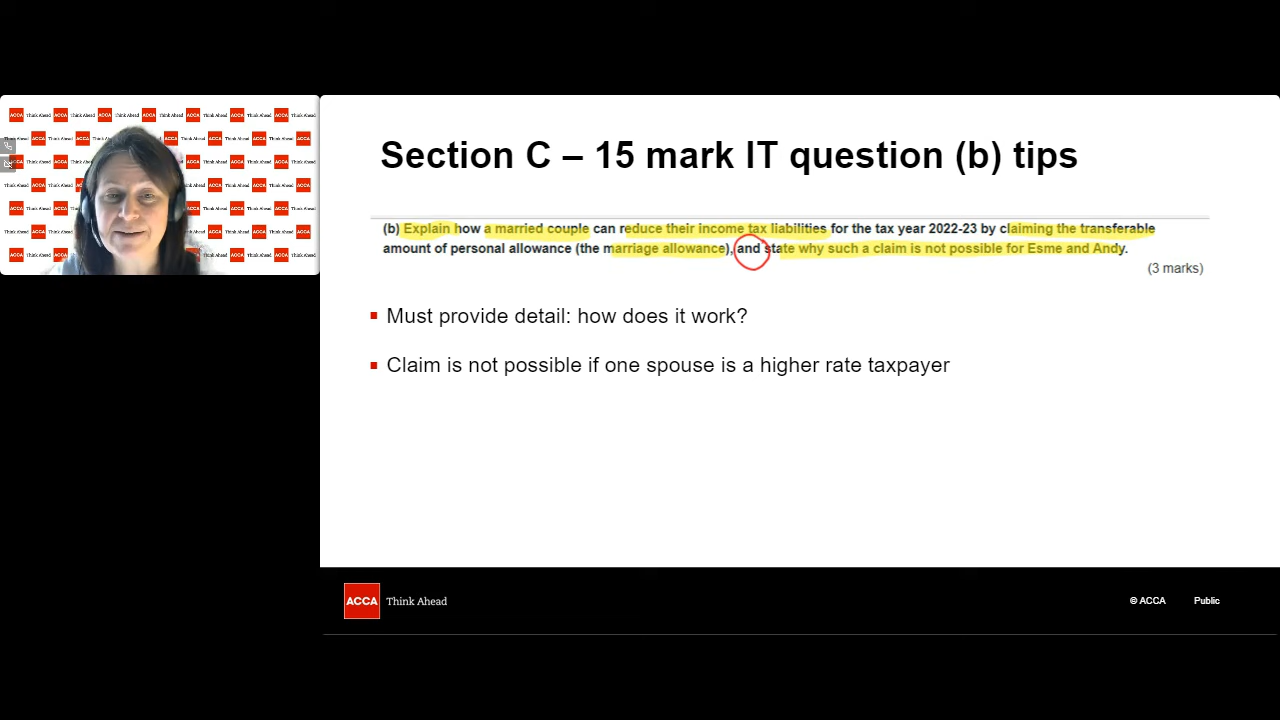 Section C – 15 mark IT question (b) tips
(b) Explain how a married couple can reduce their income tax liabilities for the tax year 2022-23 by claiming the transferable
amount of personal allowance (the marriage allowance), and state why such a claim is not possible for Esme and Andy.
(3 marks)
Must provide detail: how does it work?
Claim is not possible if one spouse is a higher rate taxpayer
ACCA Think Ahead
© ACCA Public